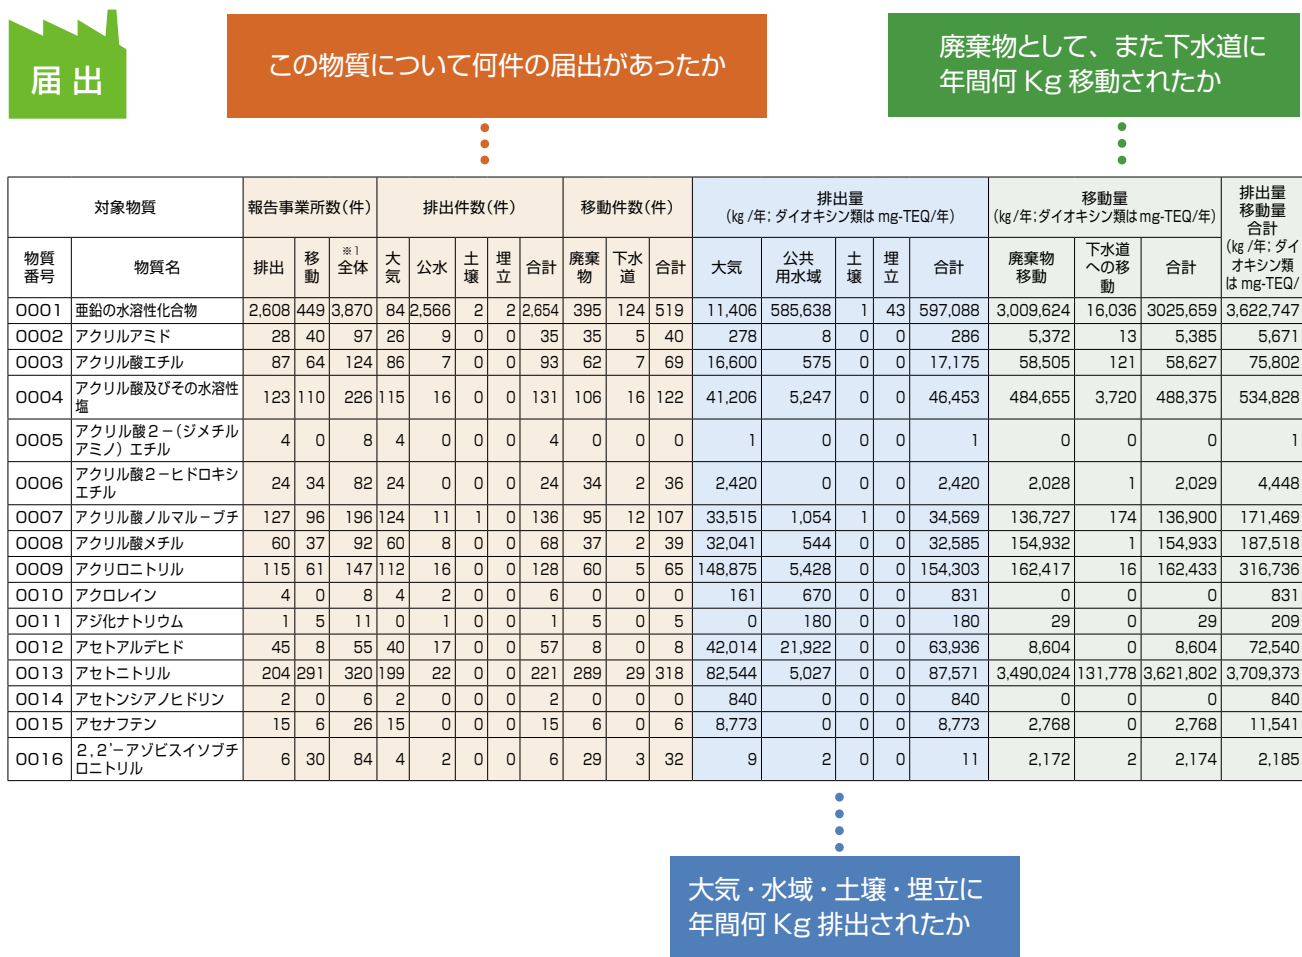 届出
この物質について何件の届出があったか
廃棄物として、また下水道に
年間何 Kg 移動されたか
対象物質 報告事業所数(件) 排出件数(件) 移動件数(件) 排出量 (kg /年; ダイオキシン類は mg-TEQ/年) 移動量 (kg /年; ダイオキシン類は mg-TEQ/年) 排出量 移動量 合計 (kg /年; ダイオキシン類は mg-TEQ/
物質番号 物質名 排出 移動 ※1 全体 大気 公水 土壌 埋立 合計 廃棄物 下水道 合計 大気 公共用水域 土壌 埋立 合計 廃棄物移動 下水道への移動 合計
0001 亜鉛の水溶性化合物 2,608 449 3,870 84 2,566 2 2 2,654 395 124 519 11,406 585,638 1 43 597,088 3,009,624 16,036 3025,659 3,622,747
0002 アクリルアミド 28 40 97 26 9 0 0 35 35 5 40 278 8 0 0 286 5,372 13 5,385 5,671
0003 アクリル酸エチル 87 64 124 86 7 0 0 93 62 7 69 16,600 575 0 0 17,175 58,505 121 58,627 75,802
0004 アクリル酸及びその水溶性塩 123 110 226 115 16 0 0 131 106 16 122 41,206 5,247 0 0 46,453 484,655 3,720 488,375 534,828
0005 アクリル酸2−(ジメチルアミノ) エチル 4 0 8 4 0 0 0 4 0 0 0 1 0 0 0 1 0 0 0 1
0006 アクリル酸2−ヒドロキシエチル 24 34 82 24 0 0 0 24 34 2 36 2,420 0 0 0 2,420 2,028 1 2,029 4,448
0007 アクリル酸ノルマル−ブチ 127 96 196 124 11 1 0 136 95 12 107 33,515 1,054 1 0 34,569 136,727 174 136,900 171,469
0008 アクリル酸メチル 60 37 92 60 8 0 0 68 37 2 39 32,041 544 0 0 32,585 154,932 1 154,933 187,518
0009 アクリロニトリル 115 61 147 112 16 0 0 128 60 5 65 148,875 5,428 0 0 154,303 162,417 16 162,433 316,736
0010 アクロレイン 4 0 8 4 2 0 0 6 0 0 0 161 670 0 0 831 0 0 0 831
0011 アジ化ナトリウム 1 5 11 0 1 0 0 1 5 0 5 0 180 0 0 180 29 0 29 209
0012 アセトアルデヒド 45 8 55 40 17 0 0 57 8 0 8 42,014 21,922 0 0 63,936 8,604 0 8,604 72,540
0013 アセトニトリル 204 291 320 199 22 0 0 221 289 29 318 82,544 5,027 0 0 87,571 3,490,024 131,778 3,621,802 3,709,373
0014 アセトンシアノヒドリン 2 0 6 2 0 0 0 2 0 0 0 840 0 0 0 840 0 0 0 840
0015 アセナフテン 15 6 26 15 0 0 0 15 6 0 6 8,773 0 0 0 8,773 2,768 0 2,768 11,541
0016 2,2'−アゾビスイソブチロニトリル 6 30 84 4 2 0 0 6 29 3 32 9 2 0 0 11 2,172 2 2,174 2,185
大気・水域・土壌・埋立に
年間何 Kg 排出されたか